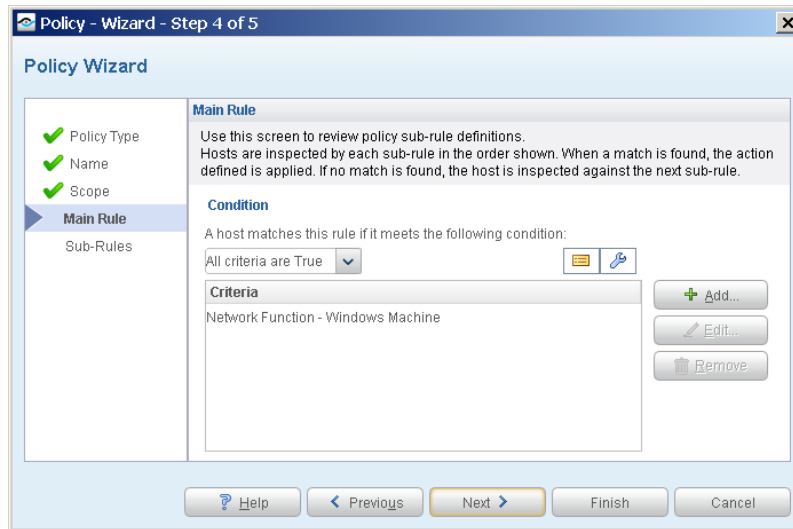 Policy - Wizard - Step 4 of 5
Policy Wizard
Policy Type
Name
Scope
Main Rule
Sub-Rules
Main Rule
Use this screen to review policy sub-rule definitions.
Hosts are inspected by each sub-rule in the order shown. When a match is found, the action
defined is applied. If no match is found, the host is inspected against the next sub-rule.
Condition
A host matches this rule if it meets the following condition:
All criteria are True
Criteria
Network Function - Windows Machine
Add...
Edit...
Remove
Help
Previous
Next
Finish
Cancel